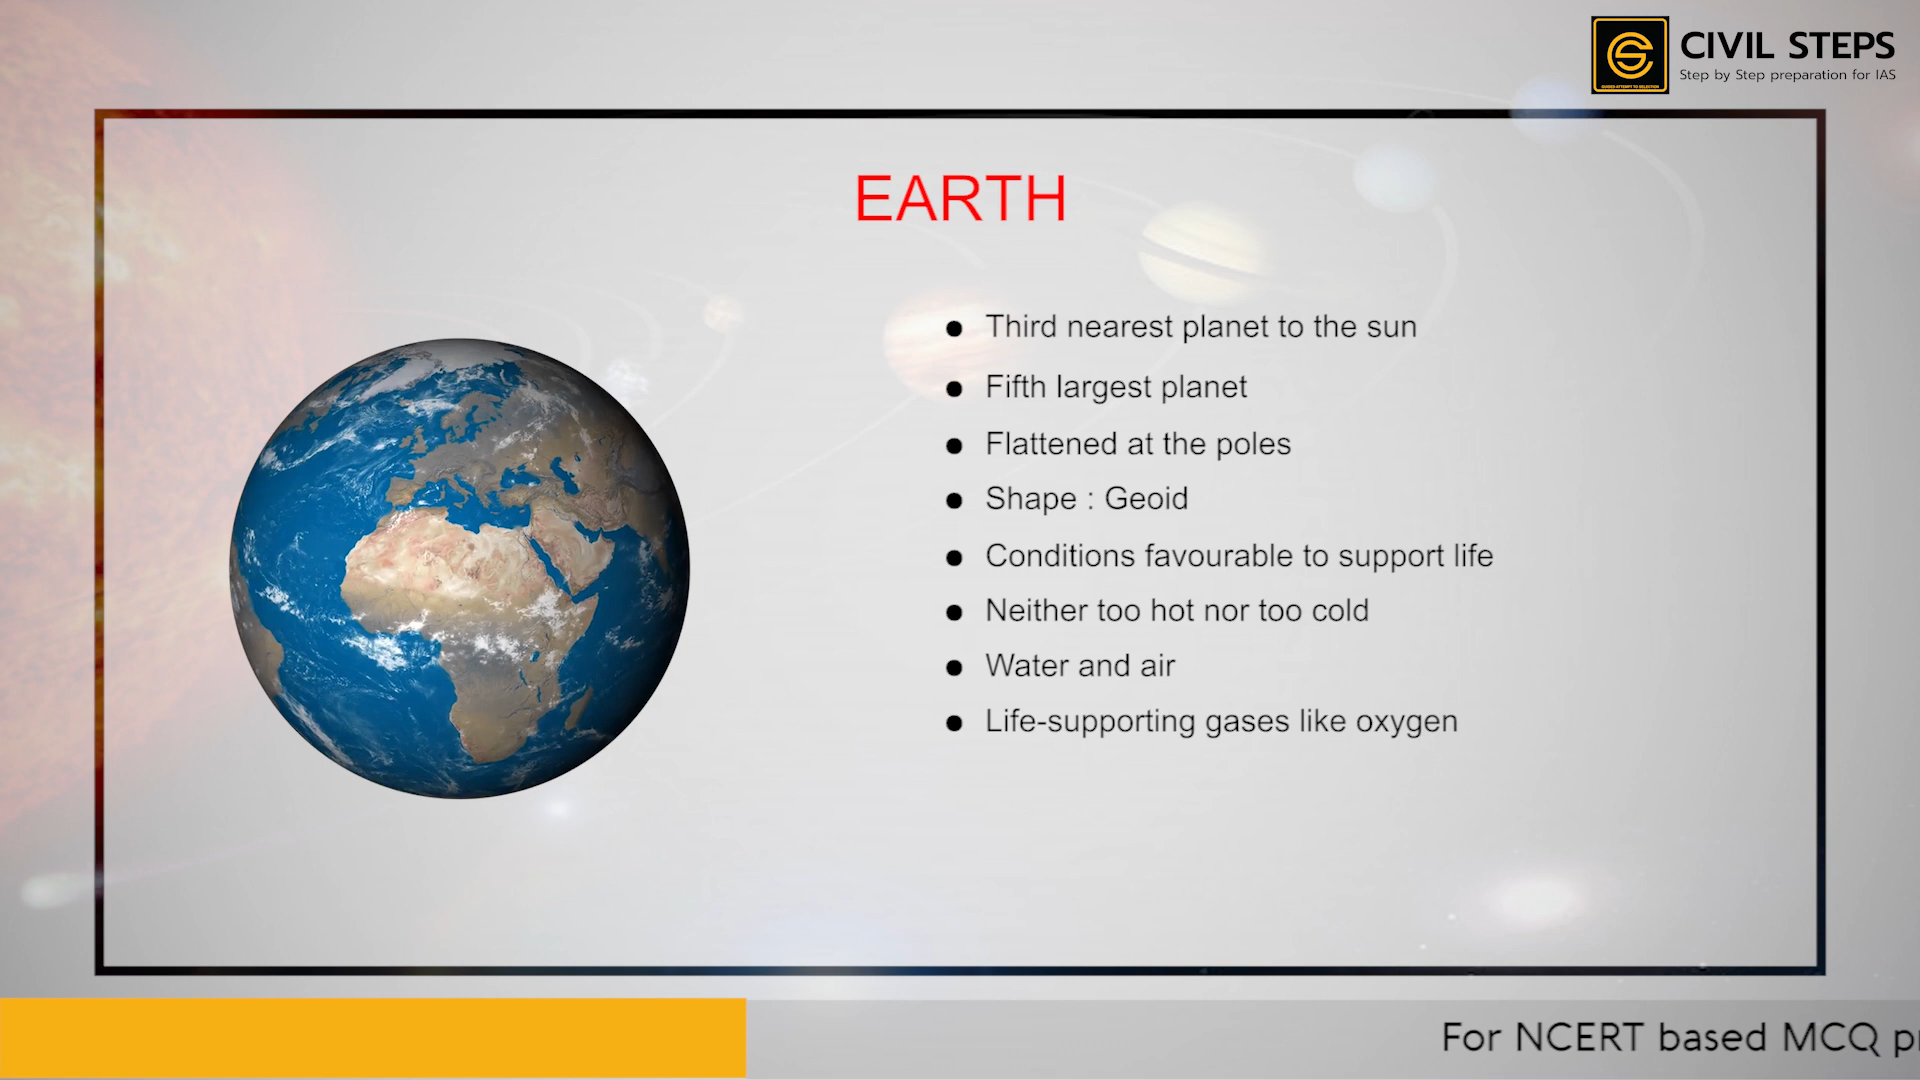 CIVIL STEPS
Step by Step preparation for IAS
EARTH
● Third nearest planet to the sun
● Fifth largest planet
● Flattened at the poles
● Shape : Geoid
● Conditions favourable to support life
● Neither too hot nor too cold
● Water and air
● Life-supporting gases like oxygen
For NCERT based MCQ